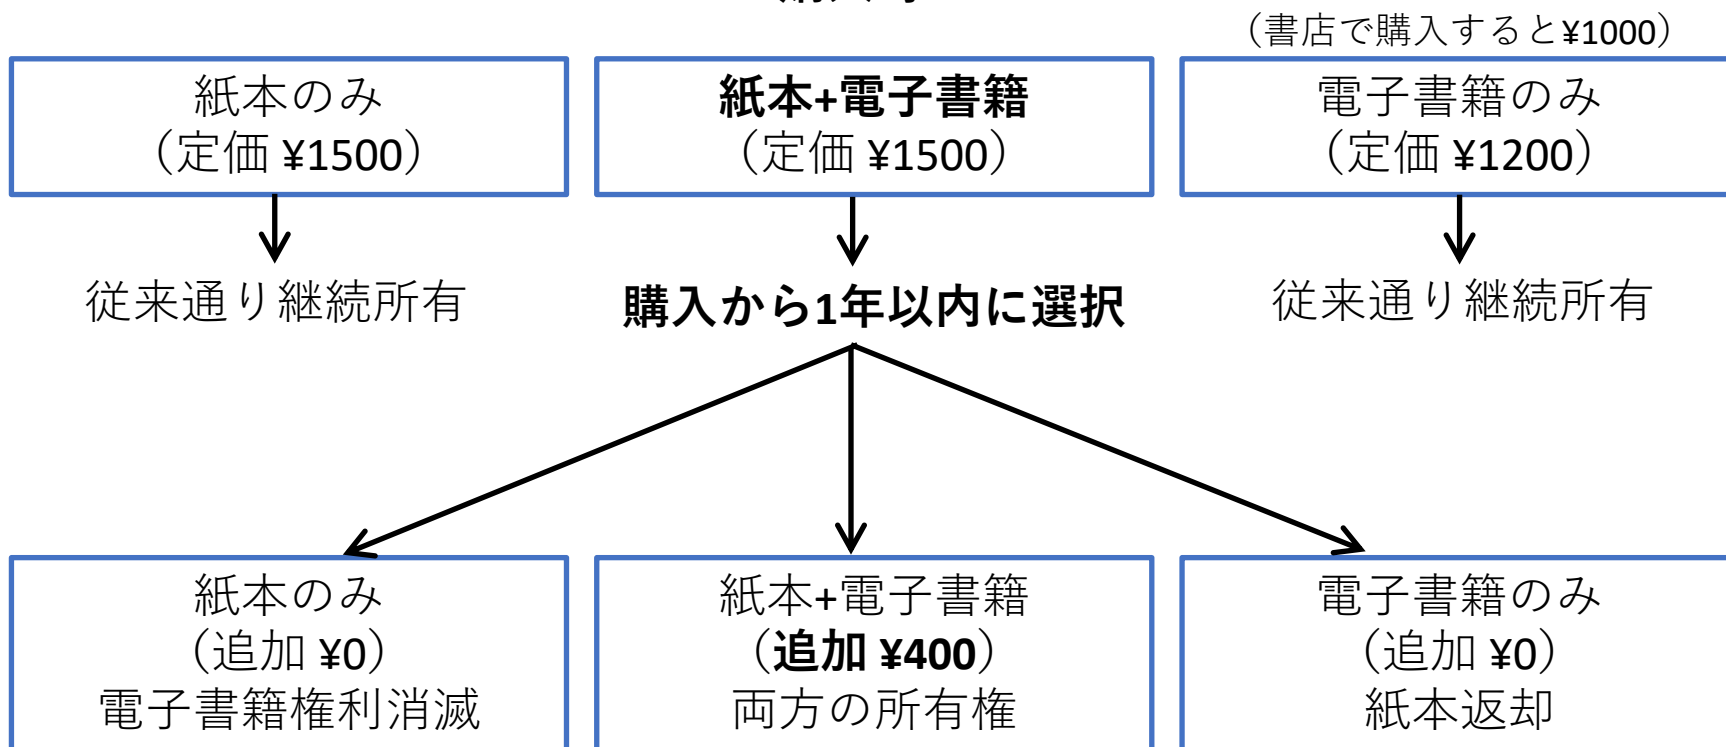 （書店で購入すると¥1000）
紙本のみ
（定価 ¥1500）
紙本+電子書籍
（定価 ¥1500）
電子書籍のみ
（定価 ¥1200）
従来通り継続所有
購入から1年以内に選択
従来通り継続所有
紙本のみ
（追加 ¥0）
電子書籍権利消滅
紙本+電子書籍
（追加 ¥400）
両方の所有権
電子書籍のみ
（追加 ¥0）
紙本返却